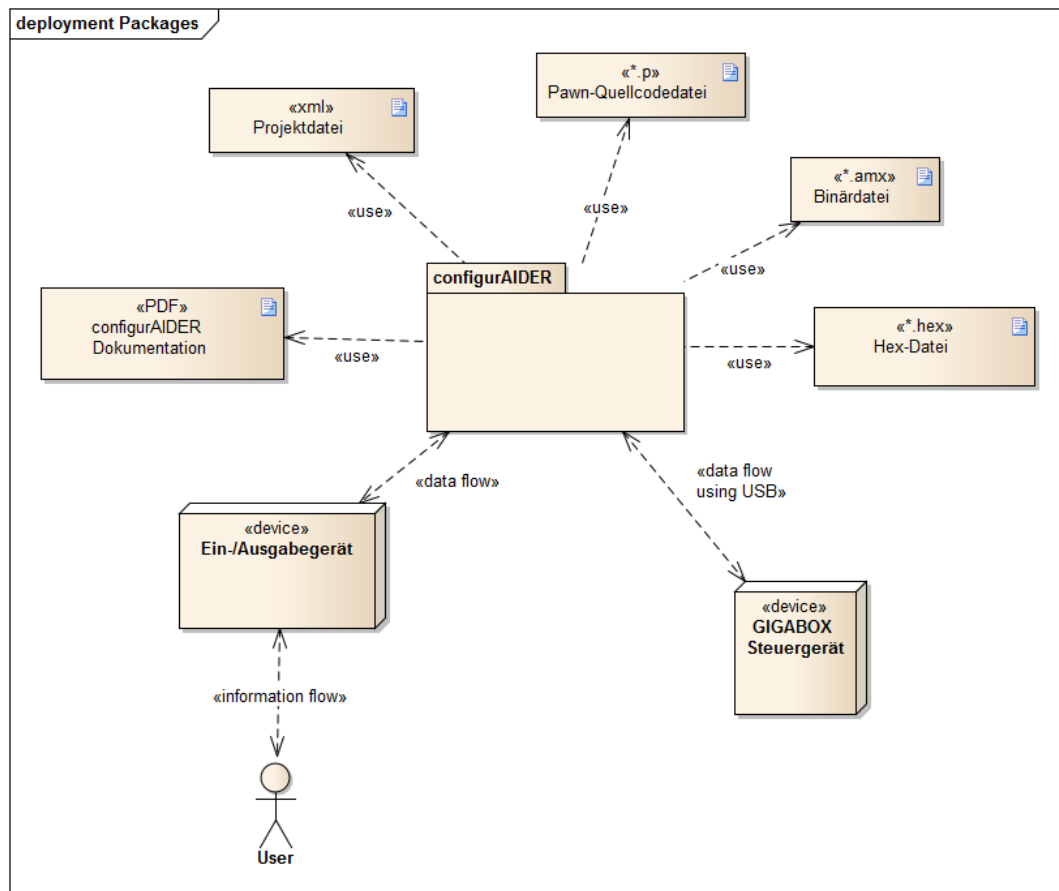 deployment Packages
«*.p»
Pawn-Quellcodedatei
«xml»
Projektdatei
«*.amx»
Binärdatei
«use»
«use»
«use»
configurAIDER
«PDF»
configurAIDER
Dokumentation
«*.hex»
Hex-Datei
«use»
«use»
«data flow»
«data flow
using USB»
«device»
Ein-/Ausgabegerät
«device»
GIGABOX
Steuergerät
«information flow»
User